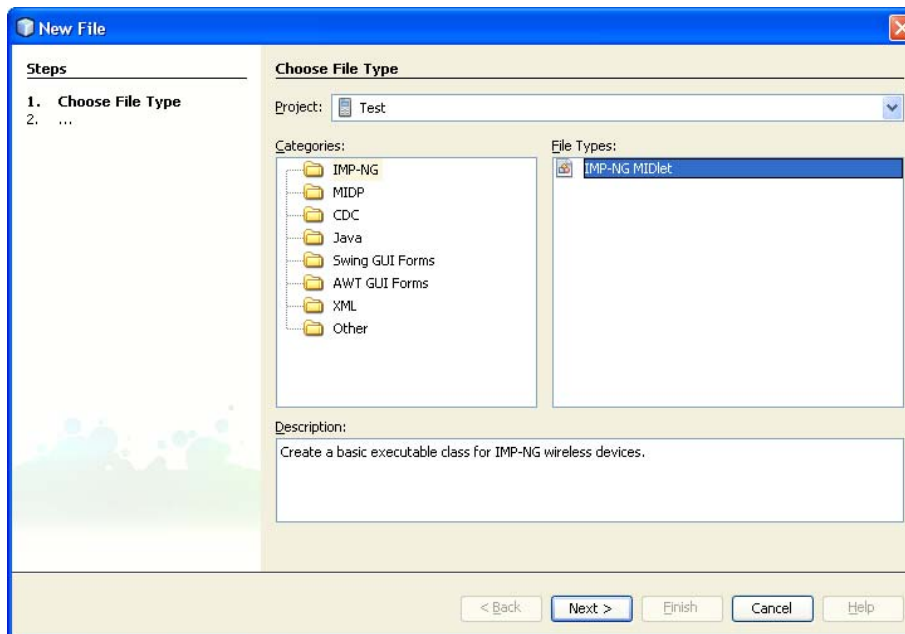 New File
Steps
1. Choose File Type
2. ...
Choose File Type
Project: Test
Categories:
IMP-NG
MIDP
CDC
Java
Swing GUI Forms
AWT GUI Forms
XML
Other
File Types:
IMP-NG MIDlet
Description:
Create a basic executable class for IMP-NG wireless devices.
< Back Next > Finish Cancel Help